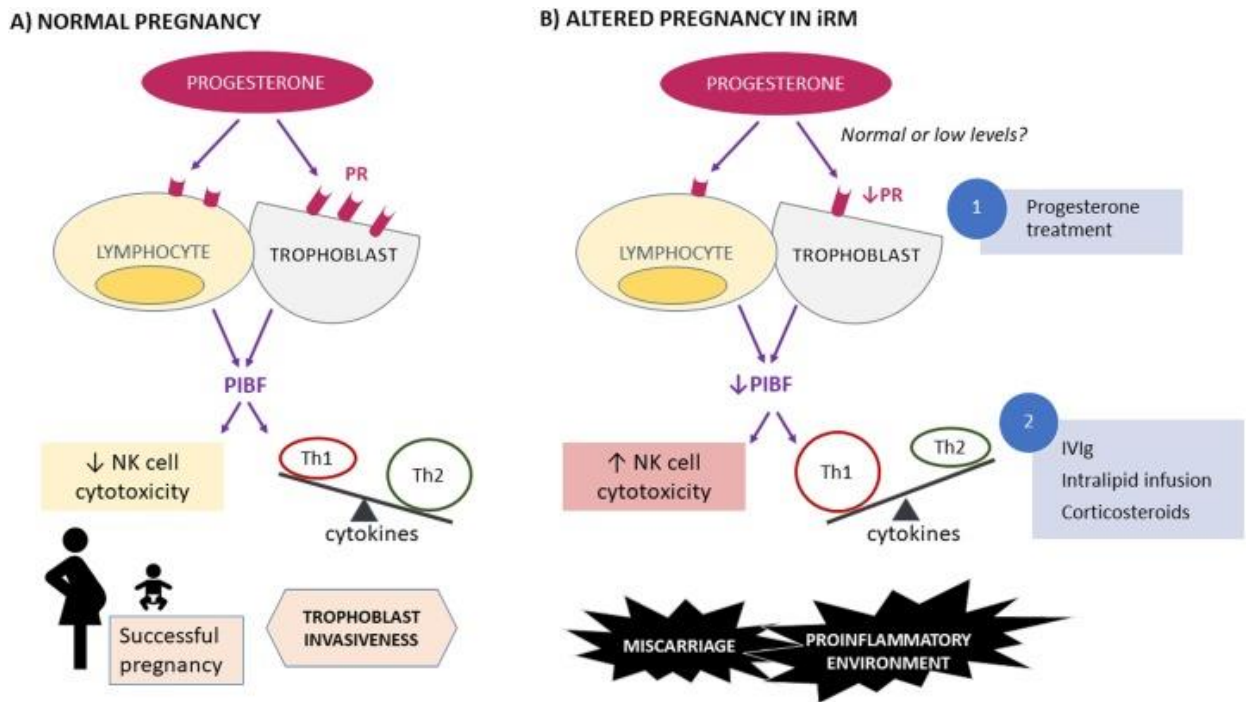 A) NORMAL PREGNANCY
PROGESTERONE
PR
LYMPHOCYTE
TROPHOBLAST
PIBF
↓ NK cell
cytotoxicity
Th1
Th2
cytokines
Successful
pregnancy
TROPHOBLAST
INVASIVENESS
B) ALTERED PREGNANCY IN iRM
PROGESTERONE
Normal or low levels?
↓PR
1
Progesterone
treatment
LYMPHOCYTE
TROPHOBLAST
↓PIBF
↑ NK cell
cytotoxicity
Th1
Th2
cytokines
2
IVIg
Intralipid infusion
Corticosteroids
MISCARRIAGE
PROINFLAMMATORY
ENVIRONMENT